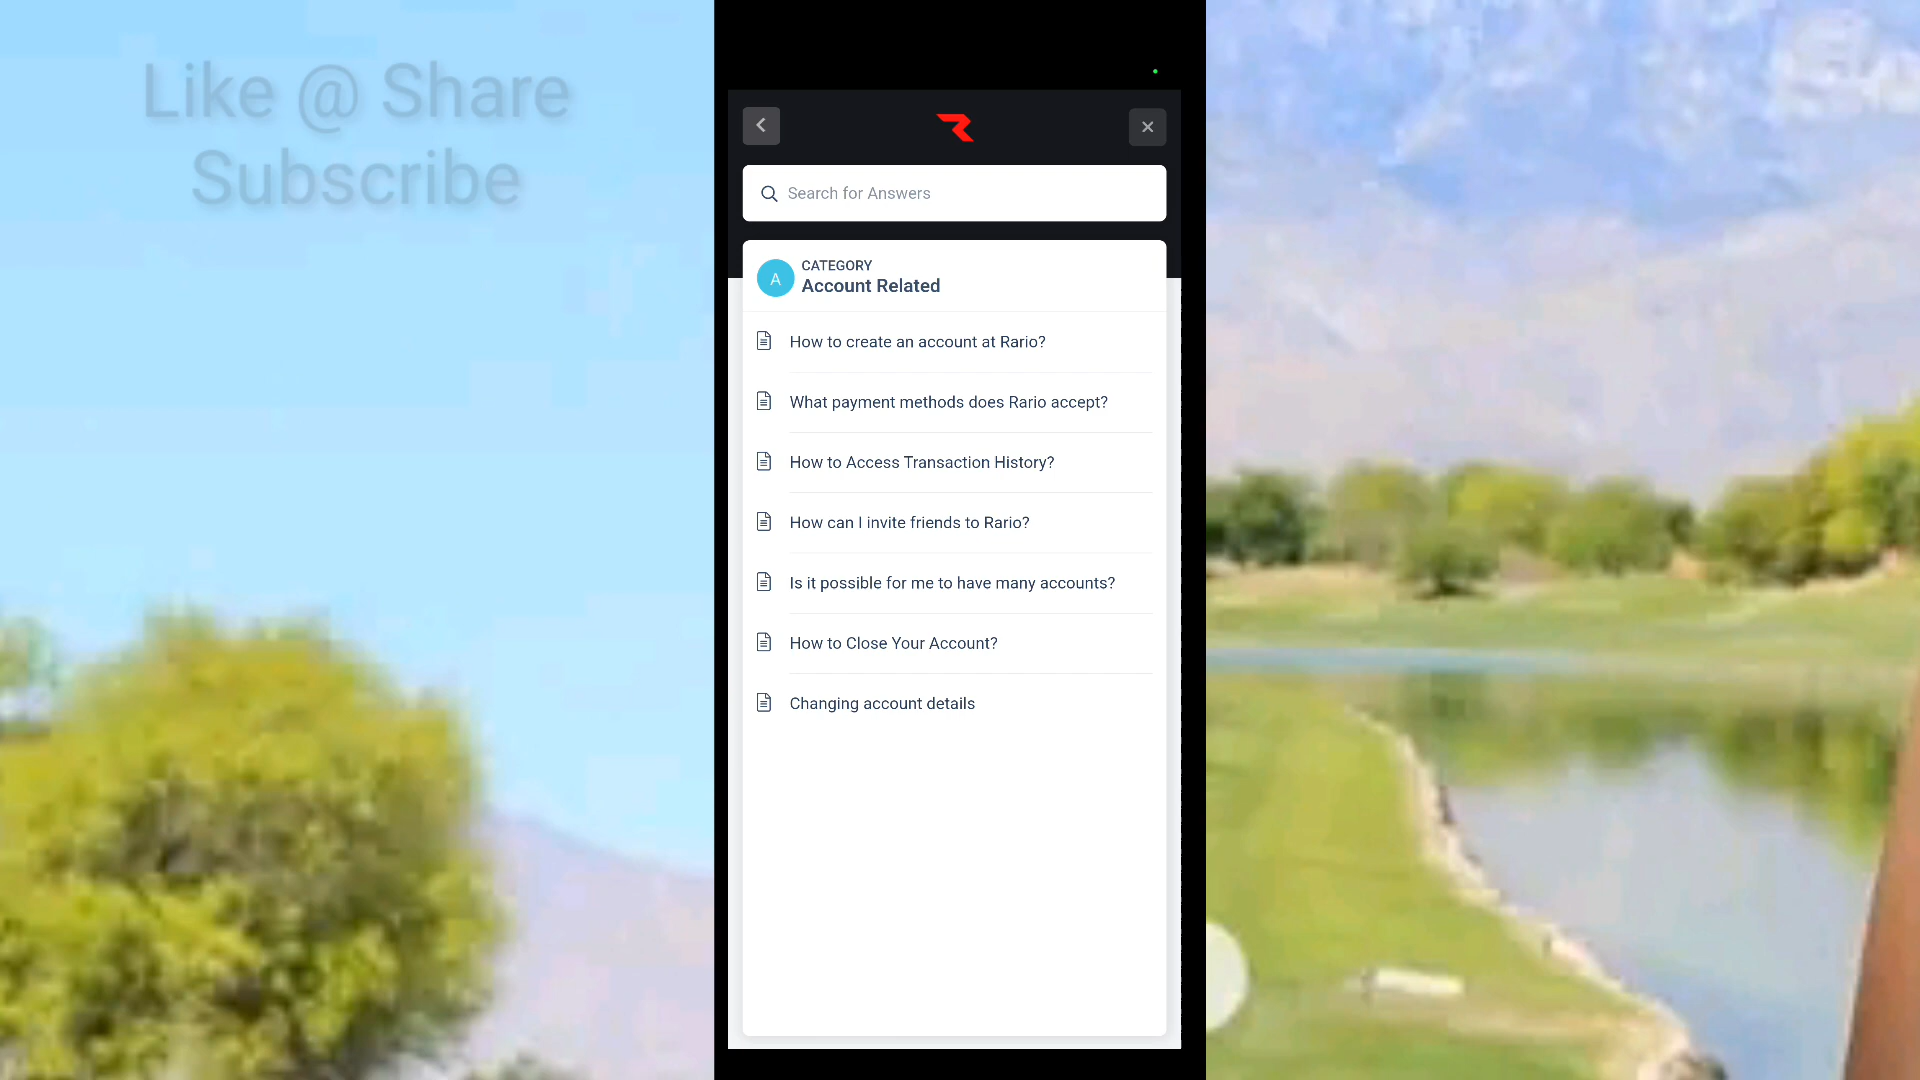 Like @ Share
Subscribe
Search for Answers
A
CATEGORY
Account Related
How to create an account at Rario?
What payment methods does Rario accept?
How to Access Transaction History?
How can I invite friends to Rario?
Is it possible for me to have many accounts?
How to Close Your Account?
Changing account details